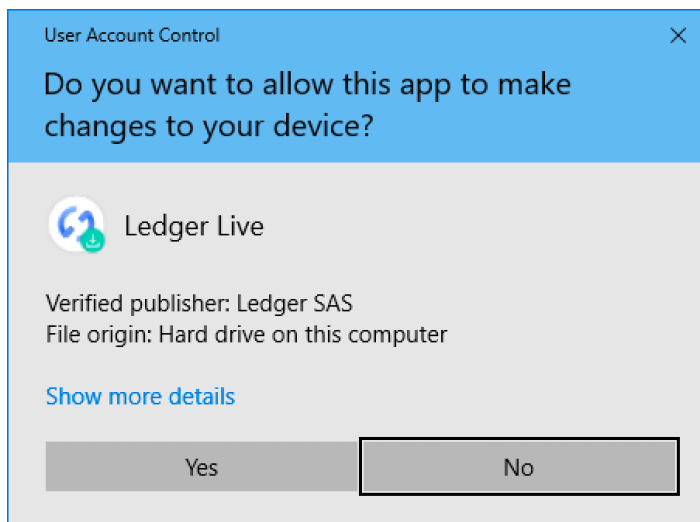 User Account Control
Do you want to allow this app to make
changes to your device?
Ledger Live
Verified publisher: Ledger SAS
File origin: Hard drive on this computer
Show more details
Yes
No